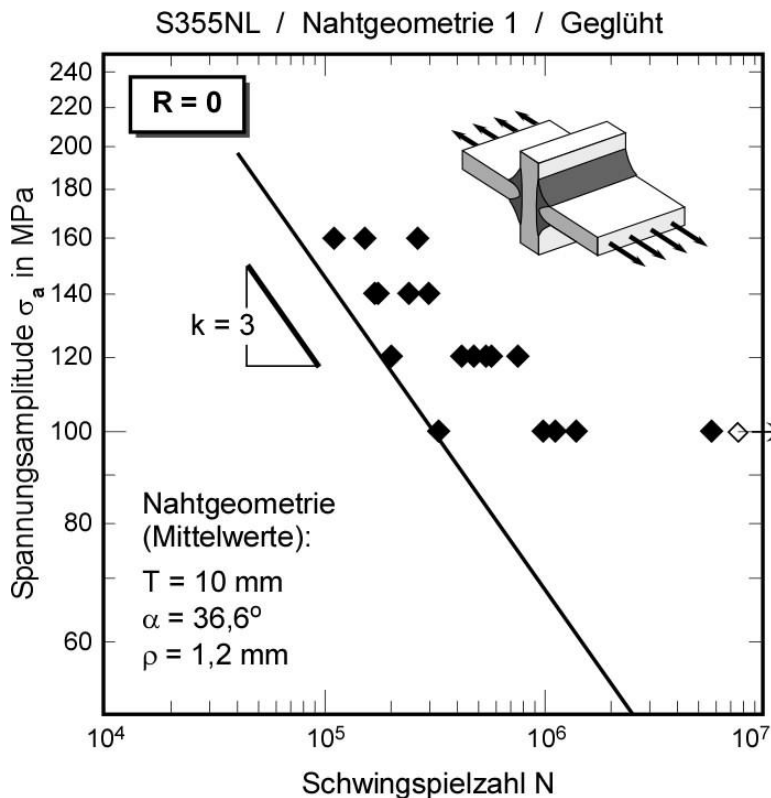 S355NL / Nahtgeometrie 1 / Geglüht
240
220
200
180
160
140
120
100
80
60
R = 0
k = 3
Nahtgeometrie
(Mittelwerte):
T = 10 mm
α = 36,6º
ρ = 1,2 mm
Spannungsamplitude σa in MPa
10⁴
10⁵
10⁶
10⁷
Schwingspielzahl N